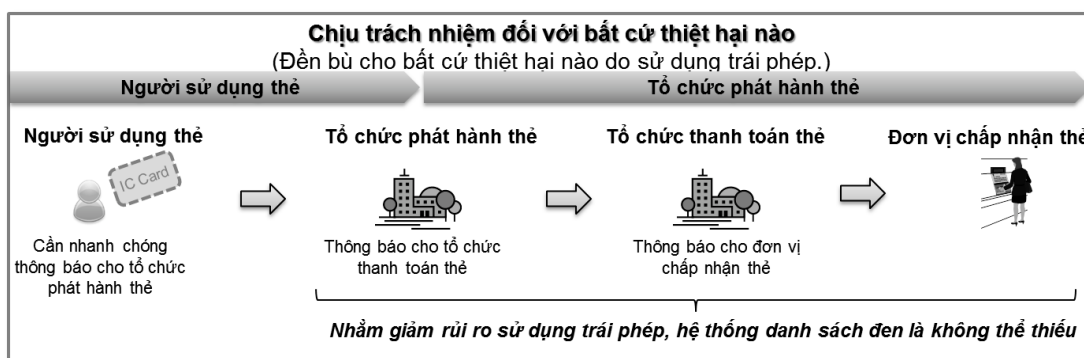 Chịu trách nhiệm đối với bất cứ thiệt hại nào
(Đền bù cho bất cứ thiệt hại nào do sử dụng trái phép.)
Người sử dụng thẻ
Tổ chức phát hành thẻ
Người sử dụng thẻ
Tổ chức phát hành thẻ
Tổ chức thanh toán thẻ
Đơn vị chấp nhận thẻ
IC Card
Cần nhanh chóng
thông báo cho tổ chức
phát hành thẻ
Thông báo cho tổ chức
thanh toán thẻ
Thông báo cho đơn vị
chấp nhận thẻ
Nhằm giảm rủi ro sử dụng trái phép, hệ thống danh sách đen là không thể thiếu